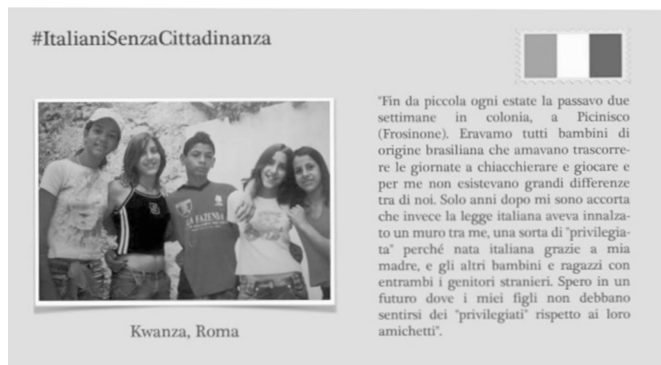 #ItalianiSenzaCittadinanza
"Fin da piccola ogni estate la passavo due
settimane in colonia, a Picinisco
(Frosinone). Eravamo tutti bambini di
origine brasiliana che amavano trascorre-
re le giornate a chiacchierare e giocare e
per me non esistevano grandi differenze
tra di noi. Solo anni dopo mi sono accorta
che invece la legge italiana aveva innalza-
to un muro tra me, una sorta di "privilegia-
ta" perché nata italiana grazie a mia
madre, e gli altri bambini e ragazzi con
entrambi i genitori stranieri. Spero in un
futuro dove i miei figli non debbano
sentirsi dei "privilegiati" rispetto ai loro
amichetti".
LA FAZENDA
Kwanza, Roma